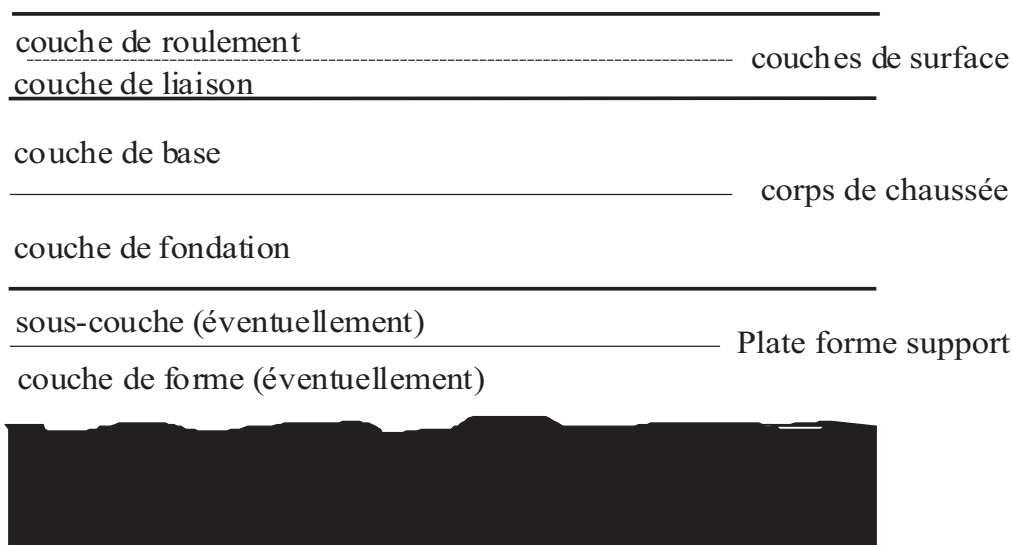 couche de roulement
couches de surface
couche de liaison
couche de base
corps de chaussée
couche de fondation
sous-couche (éventuellement)
Plate forme support
couche de forme (éventuellement)